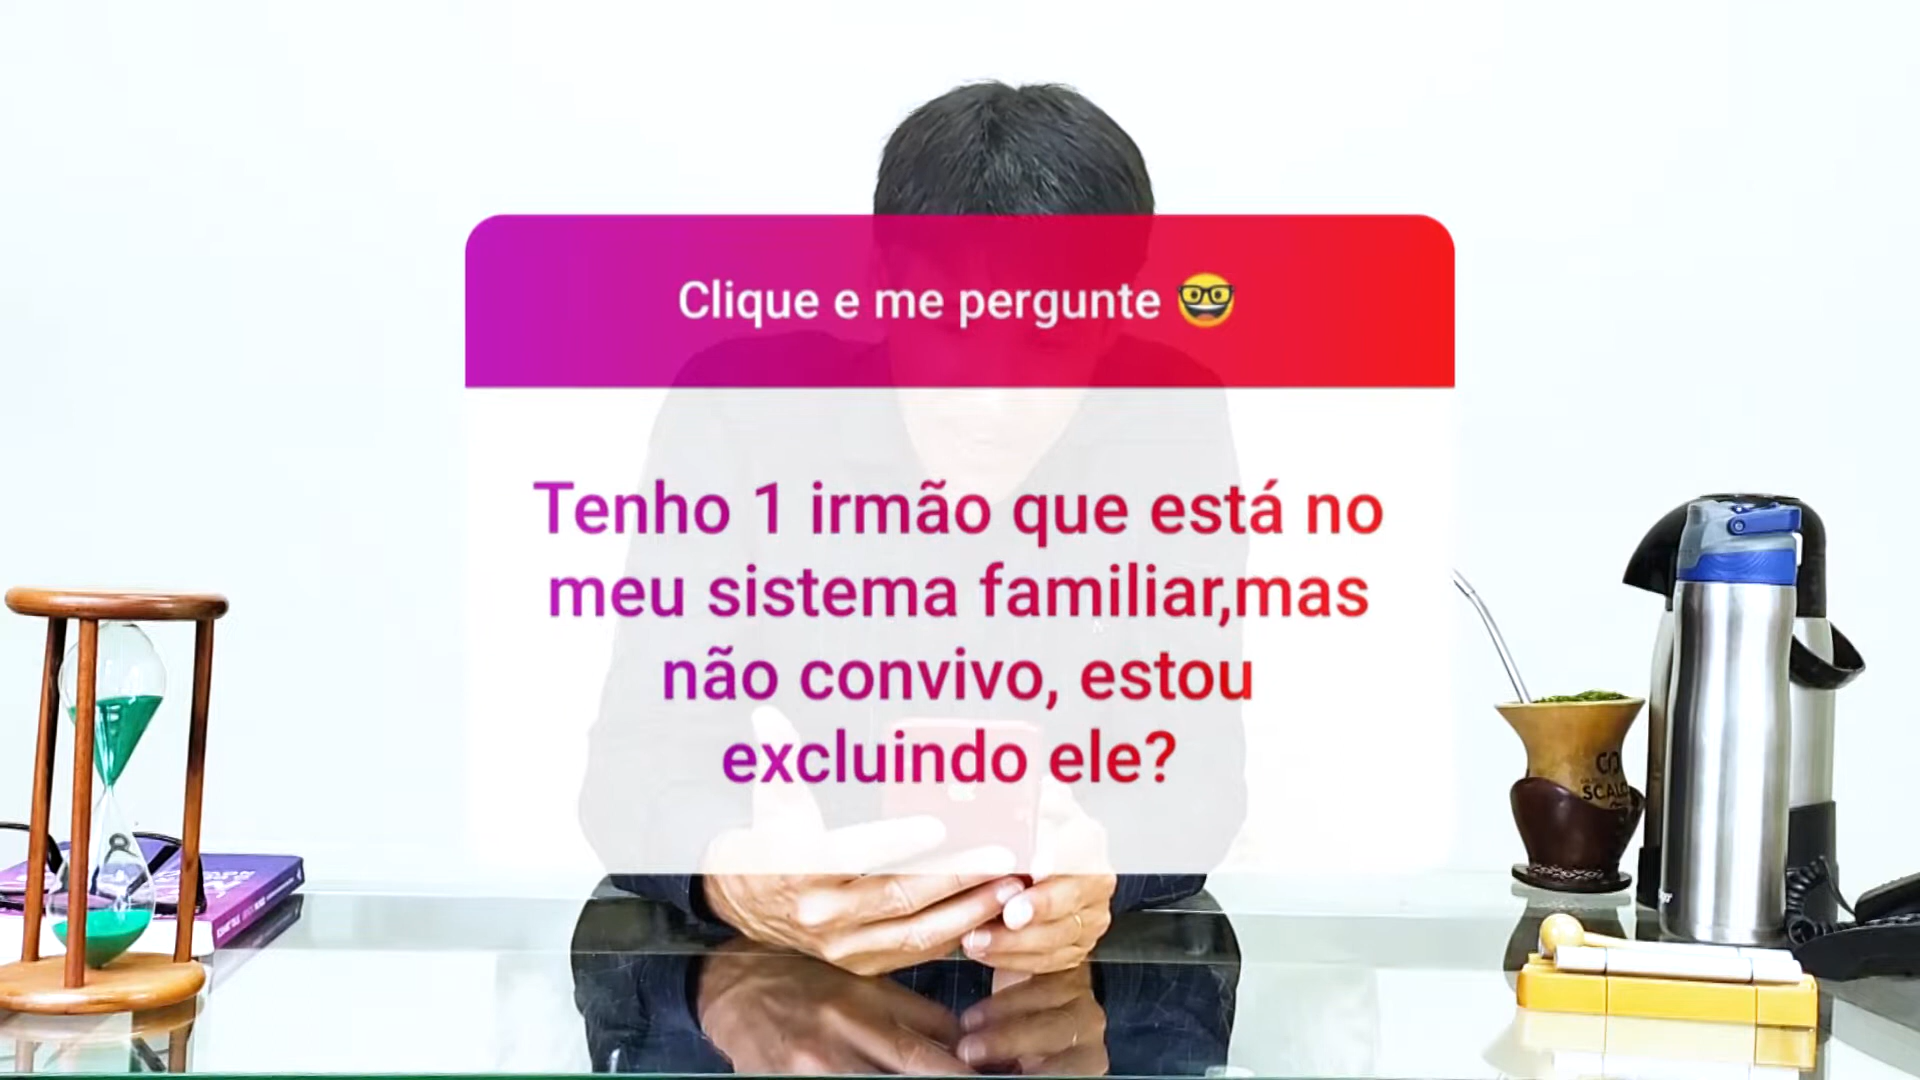 Clique e me pergunte 🤓
Tenho 1 irmão que está no
meu sistema familiar,mas
não convivo, estou
excluindo ele?